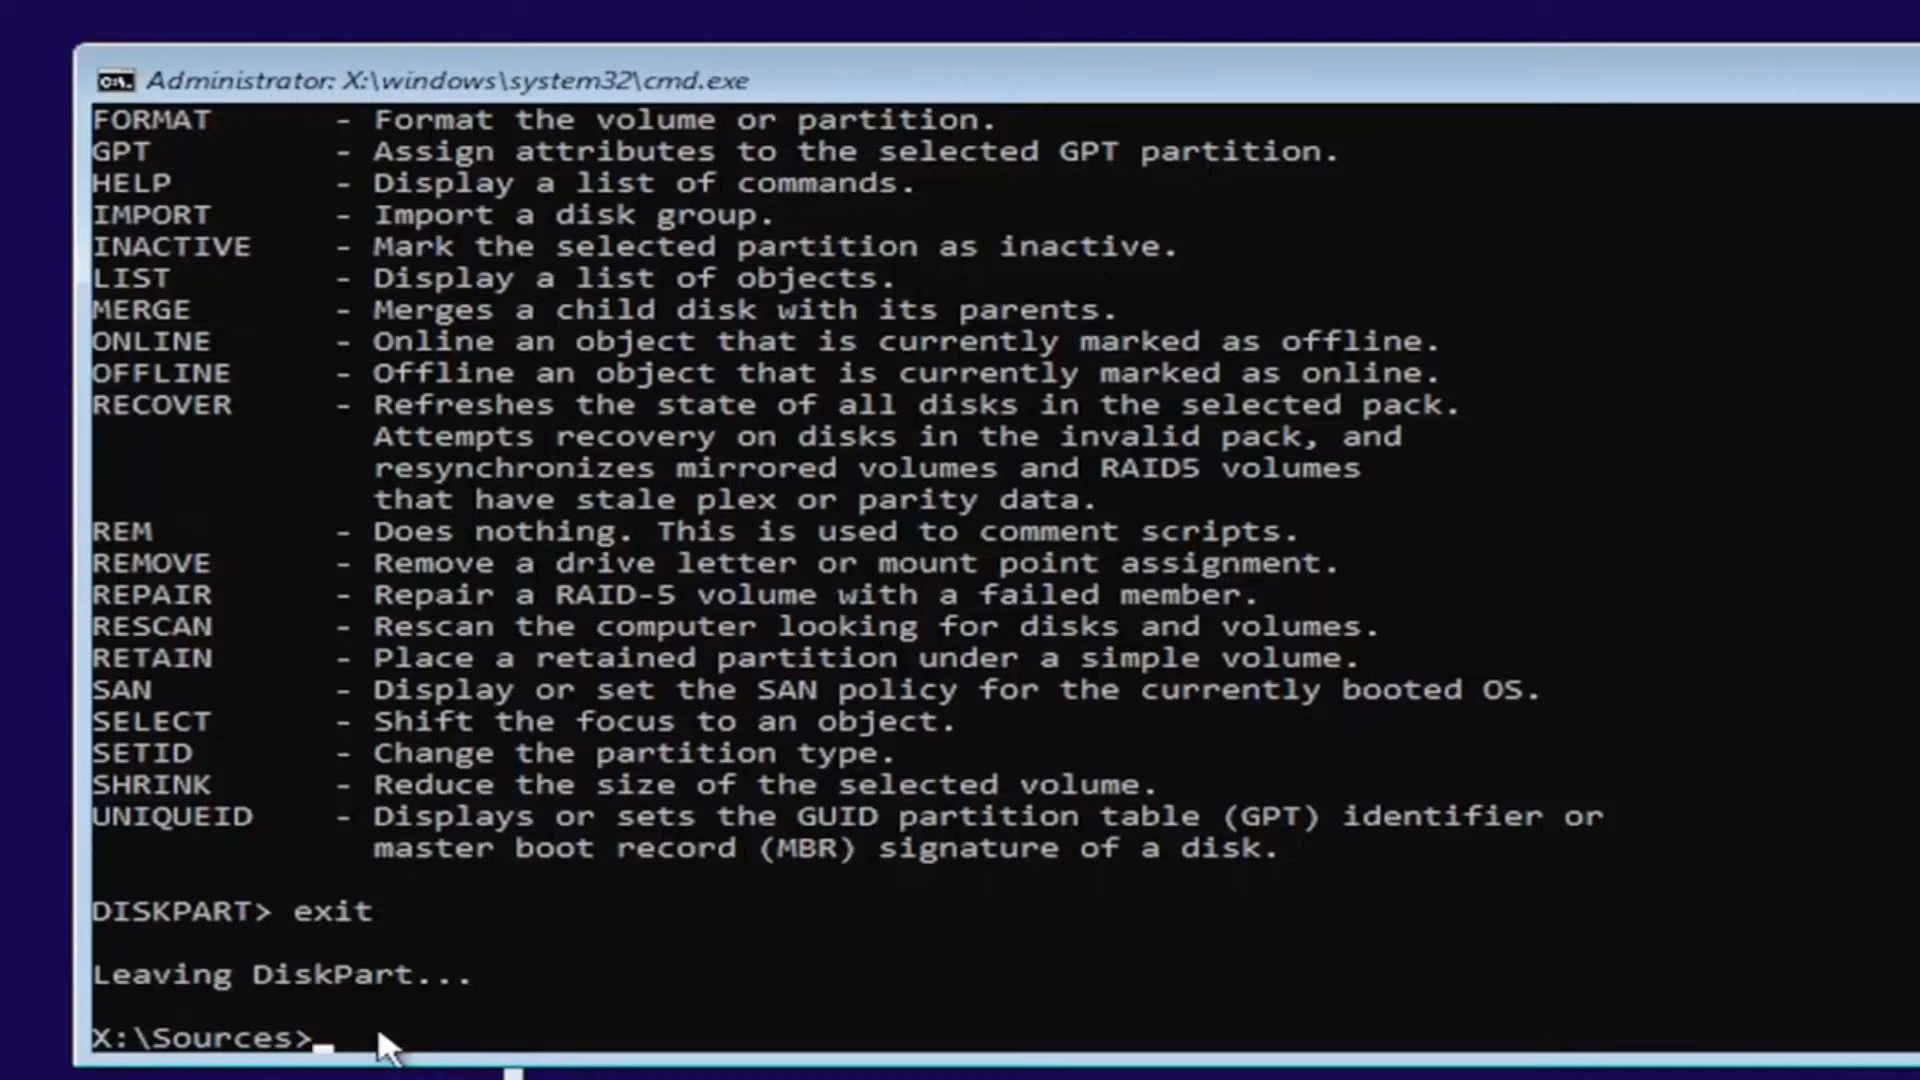 Administrator: X:\windows\system32\cmd.exe
FORMAT - Format the volume or partition.
GPT - Assign attributes to the selected GPT partition.
HELP - Display a list of commands.
IMPORT - Import a disk group.
INACTIVE - Mark the selected partition as inactive.
LIST - Display a list of objects.
MERGE - Merges a child disk with its parents.
ONLINE - Online an object that is currently marked as offline.
OFFLINE - Offline an object that is currently marked as online.
RECOVER - Refreshes the state of all disks in the selected pack.
Attempts recovery on disks in the invalid pack, and
resynchronizes mirrored volumes and RAID5 volumes
that have stale plex or parity data.
REM - Does nothing. This is used to comment scripts.
REMOVE - Remove a drive letter or mount point assignment.
REPAIR - Repair a RAID-5 volume with a failed member.
RESCAN - Rescan the computer looking for disks and volumes.
RETAIN - Place a retained partition under a simple volume.
SAN - Display or set the SAN policy for the currently booted OS.
SELECT - Shift the focus to an object.
SETID - Change the partition type.
SHRINK - Reduce the size of the selected volume.
UNIQUEID - Displays or sets the GUID partition table (GPT) identifier or
master boot record (MBR) signature of a disk.
DISKPART> exit
Leaving DiskPart...
X:\Sources>